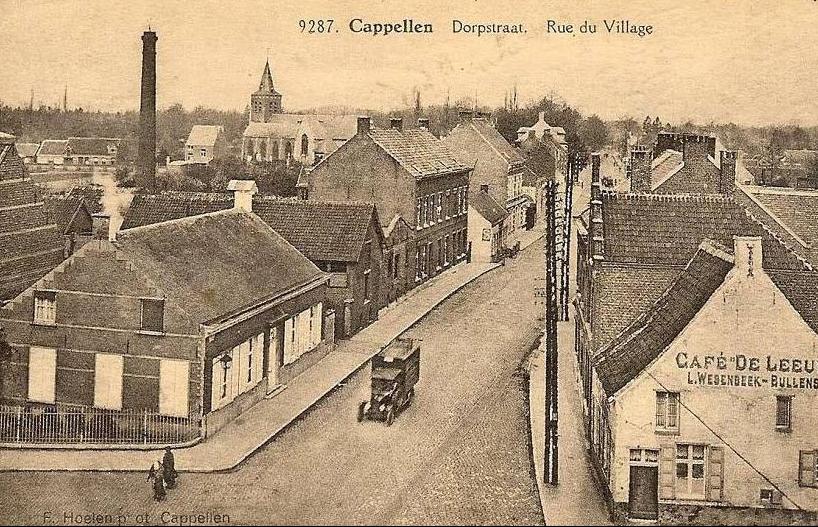 9287. Cappellen Dorpstraat. Rue du Village
CAFÉ "DE LEEU
L. WESENBEEK-BULLENS
F. Hoelen phot Cappellen